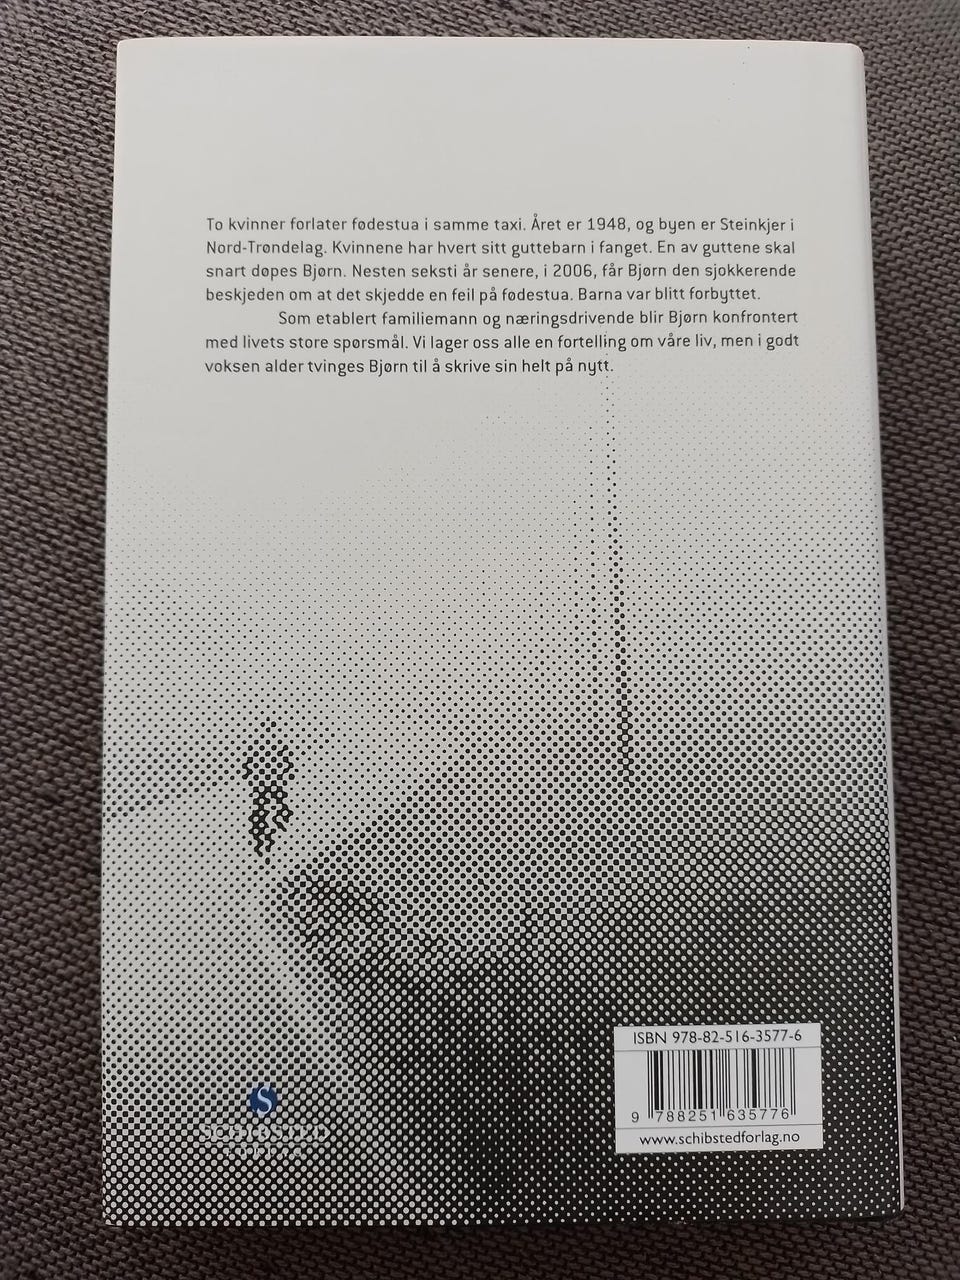 To kvinner forlater fødestua i samme taxi. Året er 1948, og byen er Steinkjer i
Nord-Trøndelag. Kvinnene har hvert sitt guttebarn i fanget. En av guttene skal
snart døpes Bjørn. Nesten seksti år senere, i 2006, får Bjørn den sjokkerende
beskjeden om at det skjedde en feil på fødestua. Barna var blitt forbyttet.
Som etablert familiemann og næringsdrivende blir Bjørn konfrontert
med livets store spørsmål. Vi lager oss alle en fortelling om våre liv, men i godt
voksen alder tvinges Bjørn til å skrive sin helt på nytt.
ISBN 978-82-516-3577-6
9 788251 635776
www.schibstedforlag.no
S
SCHIBSTED
FORLAG